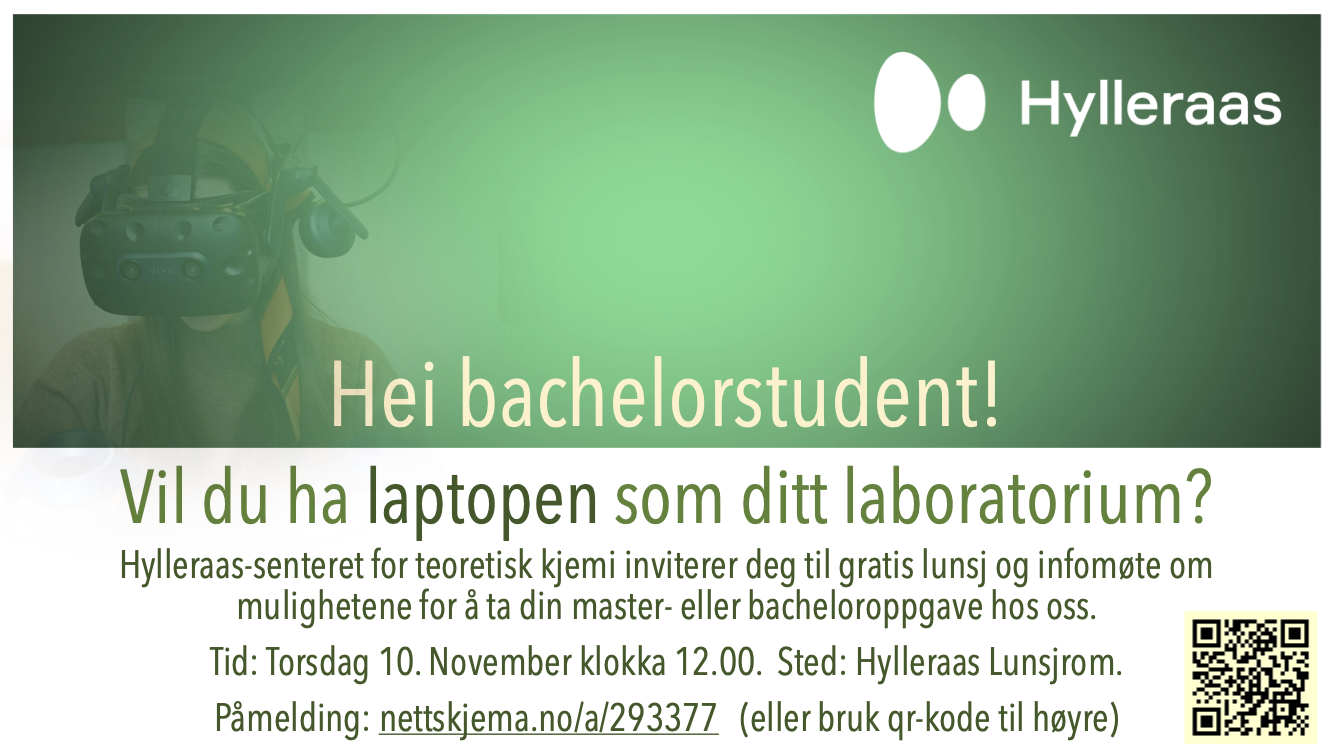 Hylleraas
VIVE
Hei bachelorstudent!
Vil du ha laptopen som ditt laboratorium?
Hylleraas-senteret for teoretisk kjemi inviterer deg til gratis lunsj og infomøte om
mulighetene for å ta din master- eller bacheloroppgave hos oss.
Tid: Torsdag 10. November klokka 12.00. Sted: Hylleraas Lunsjrom.
Påmelding: nettskjema.no/a/293377 (eller bruk qr-kode til høyre)